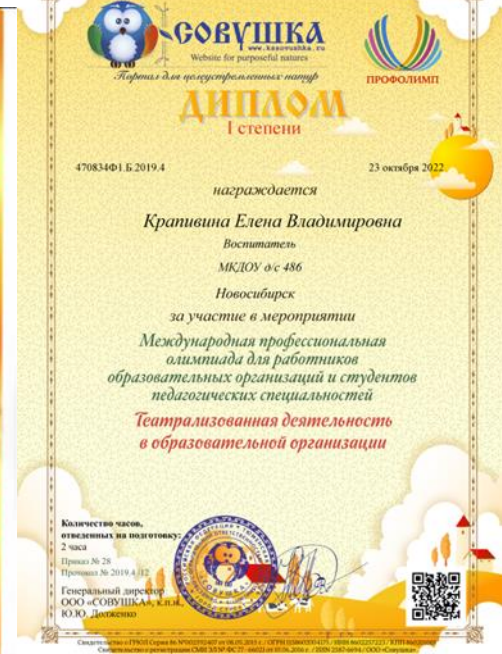 СОВУШКА
www.kssovushka.ru
Website for purposeful natures
Портал для целеустремленных натур
ПРОФОЛИМП
ДИПЛОМ
I степени
470834Ф1.Б.2019.4
23 октября 2022
награждается
Крапивина Елена Владимировна
Воспитатель
МКДОУ д/с 486
Новосибирск
за участие в мероприятии
Международная профессиональная
олимпиада для работников
образовательных организаций и студентов
педагогических специальностей
Театрализованная деятельность
в образовательной организации
Количество часов,
отведенных на подготовку:
2 часа
Приказ № 28
Протокол № 2019.4 /12
Генеральный директор
ООО «СОВУШКА», к.п.н.,
Ю.Ю. Долженко